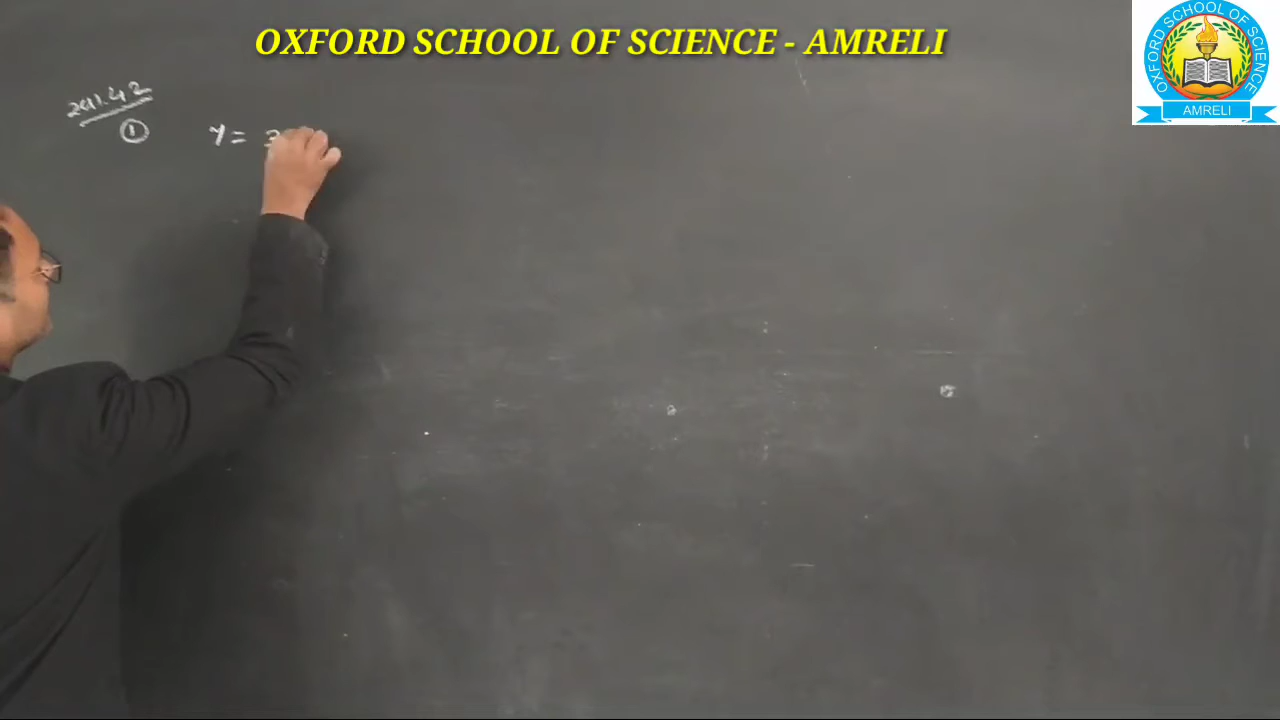 OXFORD SCHOOL OF SCIENCE - AMRELI
OXFORD SCHOOL OF SCIENCE
AMRELI
①
y =